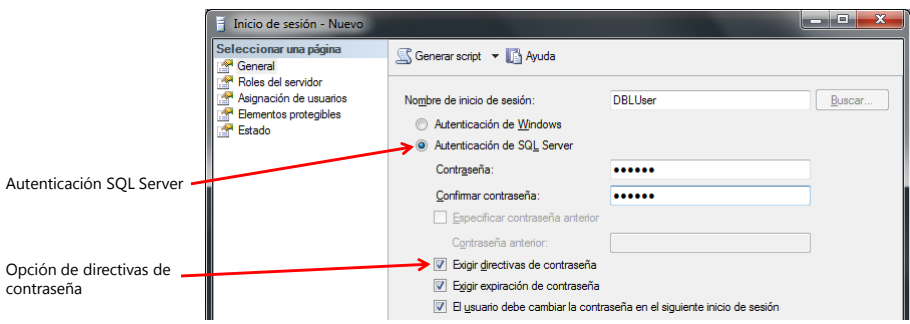 Inicio de sesión - Nuevo
Seleccionar una página
General
Roles del servidor
Asignación de usuarios
Elementos protegibles
Estado
Generar script
Ayuda
Nombre de inicio de sesión:
DBLUser
Buscar...
Autenticación de Windows
Autenticación de SQL Server
Contraseña:
••••••
Confirmar contraseña:
••••••
Especificar contraseña anterior
Contraseña anterior:
Exigir directivas de contraseña
Exigir expiración de contraseña
El usuario debe cambiar la contraseña en el siguiente inicio de sesión
Autenticación SQL Server
Opción de directivas de
contraseña